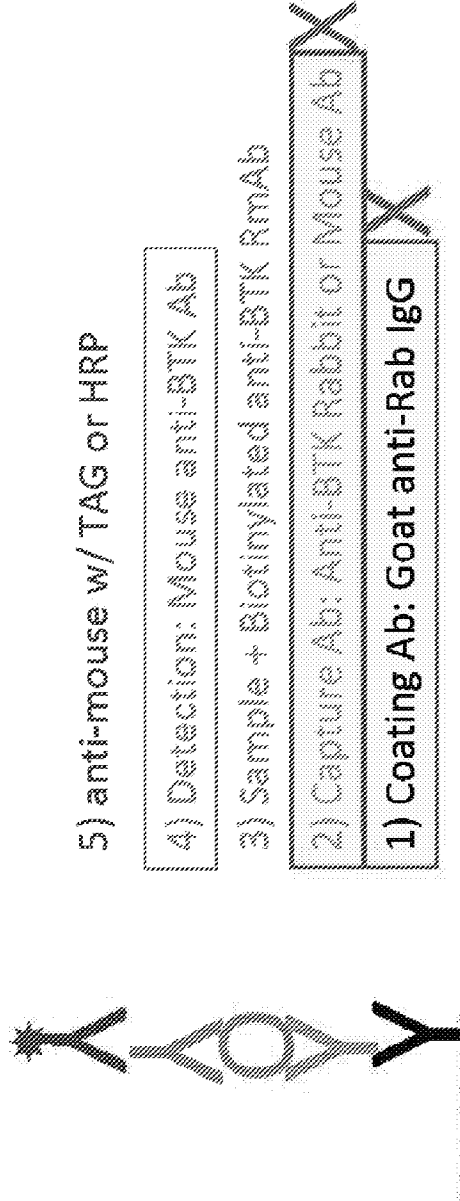 5) anti-mouse w/ TAG or HRP
4) Detection: Mouse anti-BTK Ab
3) Sample + Biotinylated anti-BTK RmAb
2) Capture Ab: Anti-BTK Rabbit or Mouse Ab
1) Coating Ab: Goat anti-Rab IgG